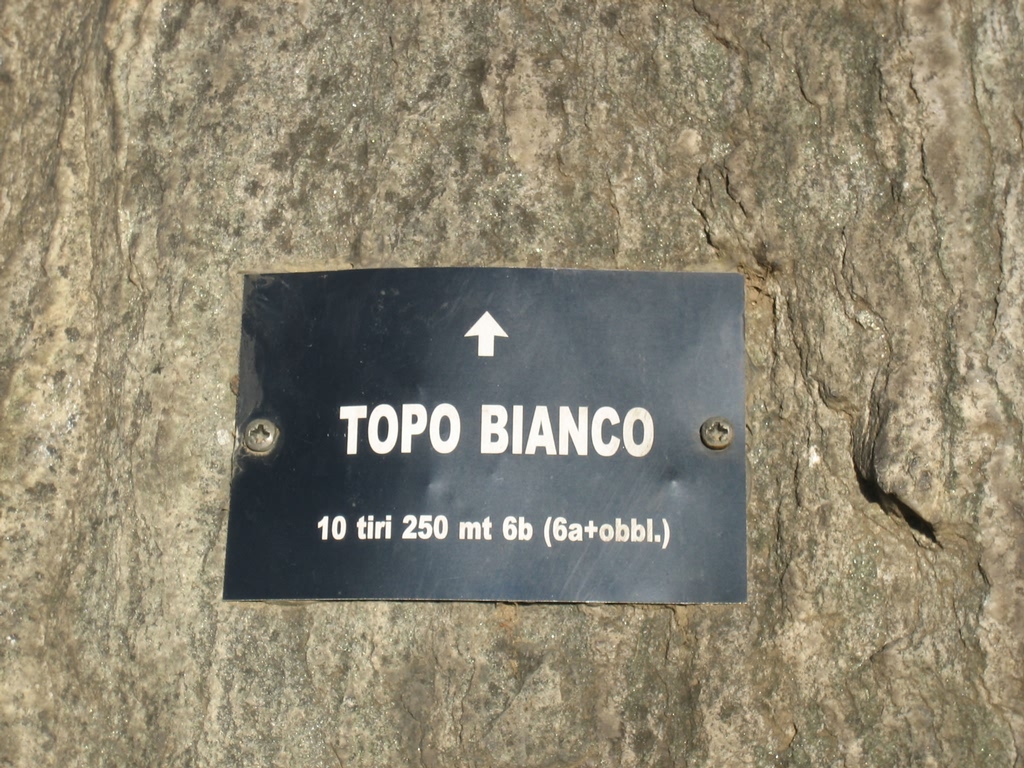 TOPO BIANCO
10 tiri 250 mt 6b (6a+obbl.)